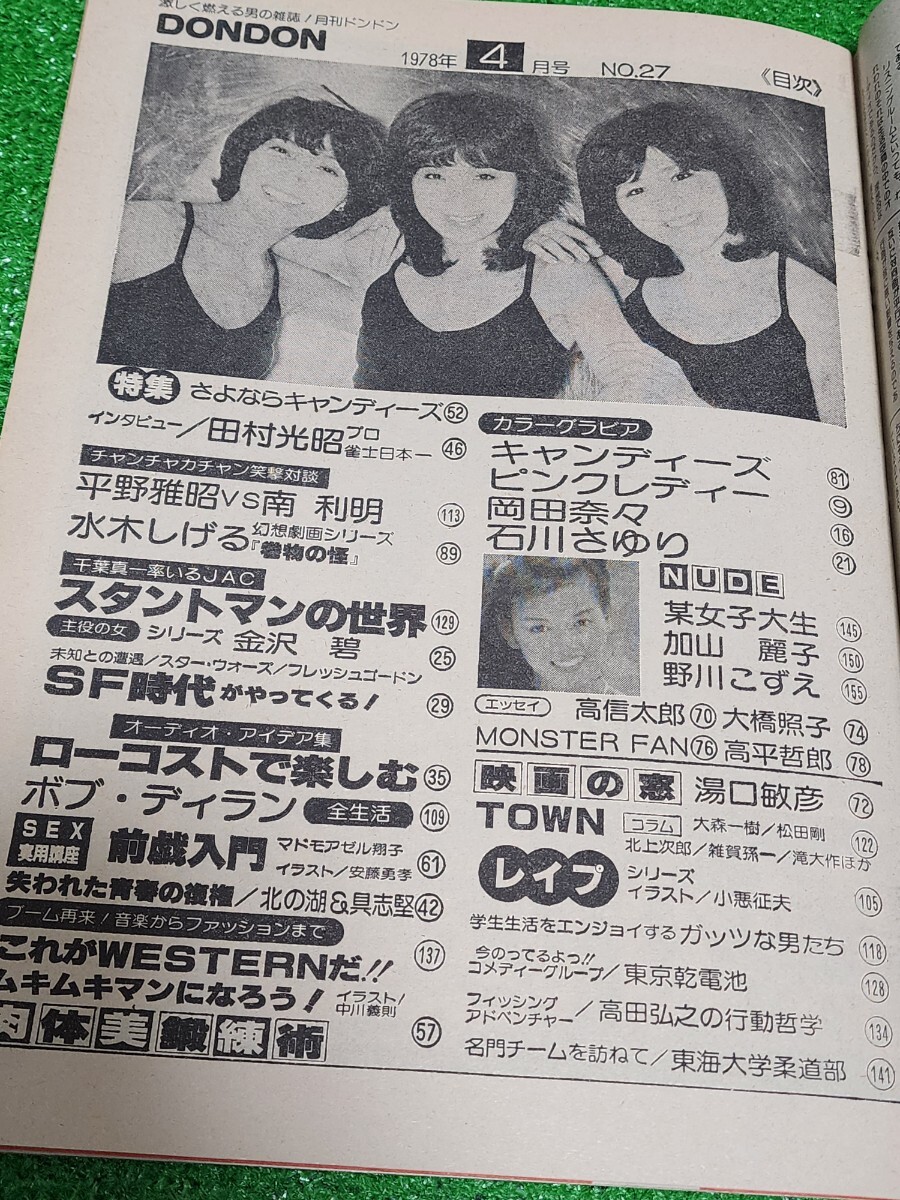 激しく燃える男の雑誌/月刊ドンドン
DONDON
1978年 4 月号 NO.27 《目次》
特集 さよならキャンディーズ 52
インタビュー/田村光昭 プロ雀士日本一 46
チャンチャカチャン笑撃対談
平野雅昭VS南 利明 113
水木しげる 幻想劇画シリーズ『巻物の怪』 89
千葉真一率いるJAC
スタントマンの世界 129
主役の女 シリーズ 金沢 碧 25
未知との遭遇/スター・ウォーズ/フレッシュゴードン
SF時代がやってくる! 29
オーディオ・アイデア集
ローコストで楽しむ 35
ボブ・ディラン 全生活 109
SEX実用講座 前戯入門 マドモアゼル翔子 イラスト/安藤勇孝 61
失われた青春の復権/北の湖&具志堅 42
ブーム再来!音楽からファッションまで
これがWESTERNだ!! 137
ムキムキマンになろう! イラスト/中川義則
肉体美鍛練術 57
カラーグラビア
キャンディーズ 81
ピンクレディー 9
岡田奈々 16
石川さゆり 21
NUDE
某女子大生 145
加山 麗子 150
野川こずえ 155
エッセイ 高信太郎 70 大橋照子 74
MONSTER FAN 76 高平哲郎 78
映画の窓 湯口敏彦 72
TOWN コラム 大森一樹/松田剛
北上次郎/雑賀孫一/滝大作ほか 122
レイプ シリーズ イラスト/小悪征夫 105
学生生活をエンジョイするガッツな男たち 118
今のってるよっ!!
コメディーグループ/東京乾電池 128
フィッシングアドベンチャー/高田弘之の行動哲学 134
名門チームを訪ねて/東海大学柔道部 141